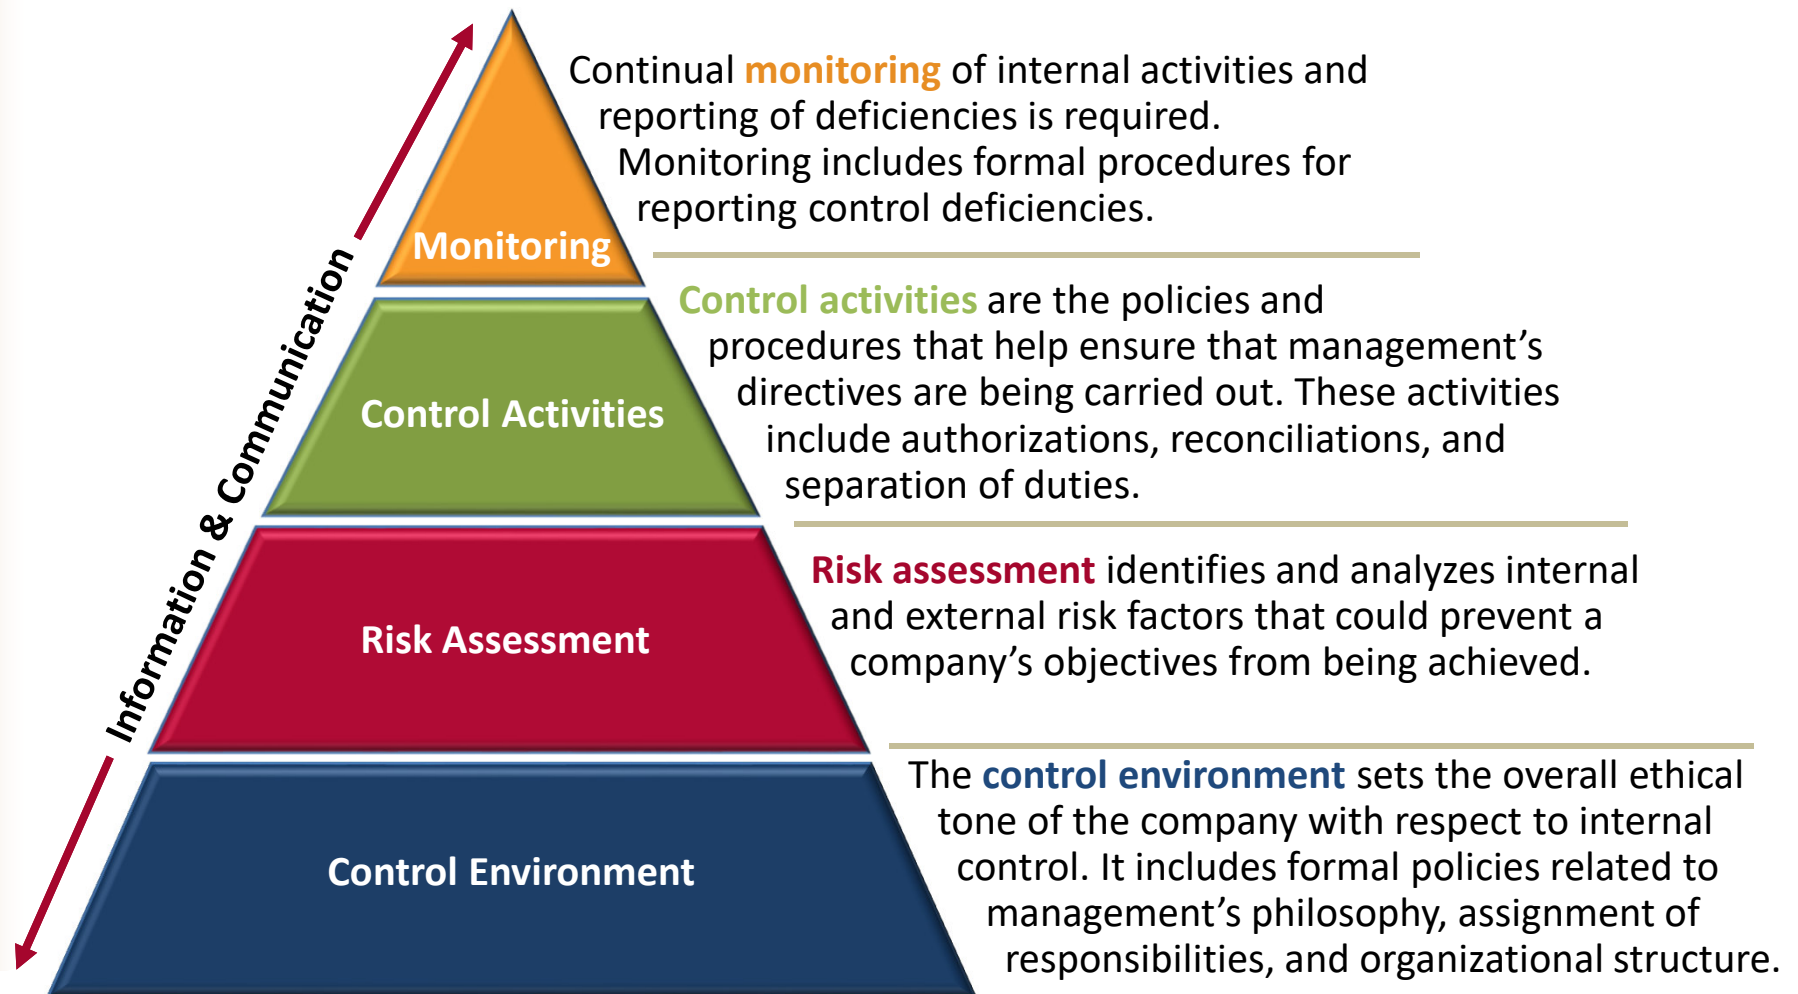 Continual monitoring of internal activities and
reporting of deficiencies is required.
Monitoring includes formal procedures for
reporting control deficiencies.
Monitoring
Control activities are the policies and
procedures that help ensure that management’s
directives are being carried out. These activities
include authorizations, reconciliations, and
separation of duties.
Control Activities
Information & Communication
Risk assessment identifies and analyzes internal
and external risk factors that could prevent a
company’s objectives from being achieved.
Risk Assessment
The control environment sets the overall ethical
tone of the company with respect to internal
control. It includes formal policies related to
management’s philosophy, assignment of
responsibilities, and organizational structure.
Control Environment